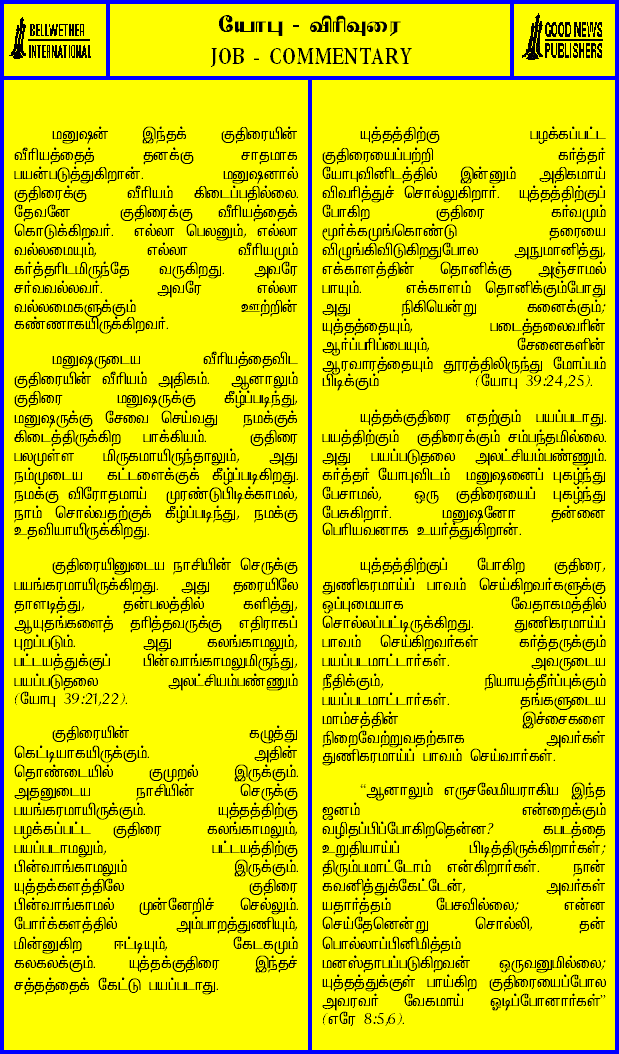 BELLWETHER
INTERNATIONAL
யோபு - விரிவுரை
JOB - COMMENTARY
GOOD NEWS
PUBLISHERS
மனுஷன் இந்தக் குதிரையின்
வீரியத்தைத் தனக்கு சாதமாக
பயன்படுத்துகிறான். மனுஷனால்
குதிரைக்கு வீரியம் கிடைப்பதில்லை.
தேவனே குதிரைக்கு வீரியத்தைக்
கொடுக்கிறவர். எல்லா பெலனும், எல்லா
வல்லமையும், எல்லா வீரியமும்
கர்த்தரிடமிருந்தே வருகிறது. அவரே
சர்வவல்லவர். அவரே எல்லா
வல்லமைகளுக்கும் ஊற்றின்
கண்ணாகயிருக்கிறவர்.
மனுஷருடைய வீரியத்தைவிட
குதிரையின் வீரியம் அதிகம். ஆனாலும்
குதிரை மனுஷருக்கு கீழ்ப்படிந்து,
மனுஷருக்கு சேவை செய்வது நமக்குக்
கிடைத்திருக்கிற பாக்கியம். குதிரை
பலமுள்ள மிருகமாயிருந்தாலும், அது
நம்முடைய கட்டளைக்குக் கீழ்ப்படிகிறது.
நமக்கு விரோதமாய் முரண்டுபிடிக்காமல்,
நாம் சொல்வதற்குக் கீழ்ப்படிந்து, நமக்கு
உதவியாயிருக்கிறது.
குதிரையினுடைய நாசியின் செருக்கு
பயங்கரமாயிருக்கிறது. அது தரையிலே
தாளடித்து, தன்பலத்தில் களித்து,
ஆயுதங்களைத் தரித்தவருக்கு எதிராகப்
புறப்படும். அது கலங்காமலும்,
பட்டயத்துக்குப் பின்வாங்காமலுமிருந்து,
பயப்படுதலை அலட்சியம்பண்ணும்
(யோபு 39:21,22).
குதிரையின் கழுத்து
கெட்டியாகயிருக்கும். அதின்
தொண்டையில் குமுறல் இருக்கும்.
அதனுடைய நாசியின் செருக்கு
பயங்கரமாயிருக்கும். யுத்தத்திற்கு
பழக்கப்பட்ட குதிரை கலங்காமலும்,
பயப்படாமலும், பட்டயத்திற்கு
பின்வாங்காமலும் இருக்கும்.
யுத்தக்களத்திலே குதிரை
பின்வாங்காமல் முன்னேறிச் செல்லும்.
போர்க்களத்தில் அம்பாறத்தூணியும்,
மின்னுகிற ஈட்டியும், கேடகமும்
கலகலக்கும். யுத்தக்குதிரை இந்தச்
சத்தத்தைக் கேட்டு பயப்படாது.
யுத்தத்திற்கு பழக்கப்பட்ட
குதிரையைப்பற்றி கர்த்தர்
யோபுவினிடத்தில் இன்னும் அதிகமாய்
விவரித்துச் சொல்லுகிறார். யுத்தத்திற்குப்
போகிற குதிரை கர்வமும்
மூர்க்கமுங்கொண்டு தரையை
விழுங்கிவிடுகிறதுபோல அநுமானித்து,
எக்காளத்தின் தொனிக்கு அஞ்சாமல்
பாயும். எக்காளம் தொனிக்கும்போது
அது நிகியென்று கனைக்கும்;
யுத்தத்தையும், படைத்தலைவரின்
ஆர்ப்பரிப்பையும், சேனைகளின்
ஆரவாரத்தையும் தூரத்திலிருந்து மோப்பம்
பிடிக்கும் (யோபு 39:24,25).
யுத்தக்குதிரை எதற்கும் பயப்படாது.
பயத்திற்கும் குதிரைக்கும் சம்பந்தமில்லை.
அது பயப்படுதலை அலட்சியம்பண்ணும்.
கர்த்தர் யோபுவிடம் மனுஷனைப் புகழ்ந்து
பேசாமல், ஒரு குதிரையைப் புகழ்ந்து
பேசுகிறார். மனுஷனோ தன்னை
பெரியவனாக உயர்த்துகிறான்.
யுத்தத்திற்குப் போகிற குதிரை,
துணிகரமாய்ப் பாவம் செய்கிறவர்களுக்கு
ஒப்புமையாக வேதாகமத்தில்
சொல்லப்பட்டிருக்கிறது. துணிகரமாய்ப்
பாவம் செய்கிறவர்கள் கர்த்தருக்கும்
பயப்படமாட்டார்கள். அவருடைய
நீதிக்கும், நியாயத்தீர்ப்புக்கும்
பயப்படமாட்டார்கள். தங்களுடைய
மாம்சத்தின் இச்சைகளை
நிறைவேற்றுவதற்காக அவர்கள்
துணிகரமாய்ப் பாவம் செய்வார்கள்.
“ஆனாலும் எருசலேமியராகிய இந்த
ஜனம் என்றைக்கும்
வழிதப்பிப்போகிறதென்ன? கபடத்தை
உறுதியாய்ப் பிடித்திருக்கிறார்கள்;
திரும்பமாட்டோம் என்கிறார்கள். நான்
கவனித்துக்கேட்டேன், அவர்கள்
யதார்த்தம் பேசவில்லை; என்ன
செய்தேனென்று சொல்லி, தன்
பொல்லாப்பினிமித்தம்
மனஸ்தாபப்படுகிறவன் ஒருவனுமில்லை;
யுத்தத்துக்குள் பாய்கிற குதிரையைப்போல
அவரவர் வேகமாய் ஓடிப்போனார்கள்”
(எரே 8:5,6).